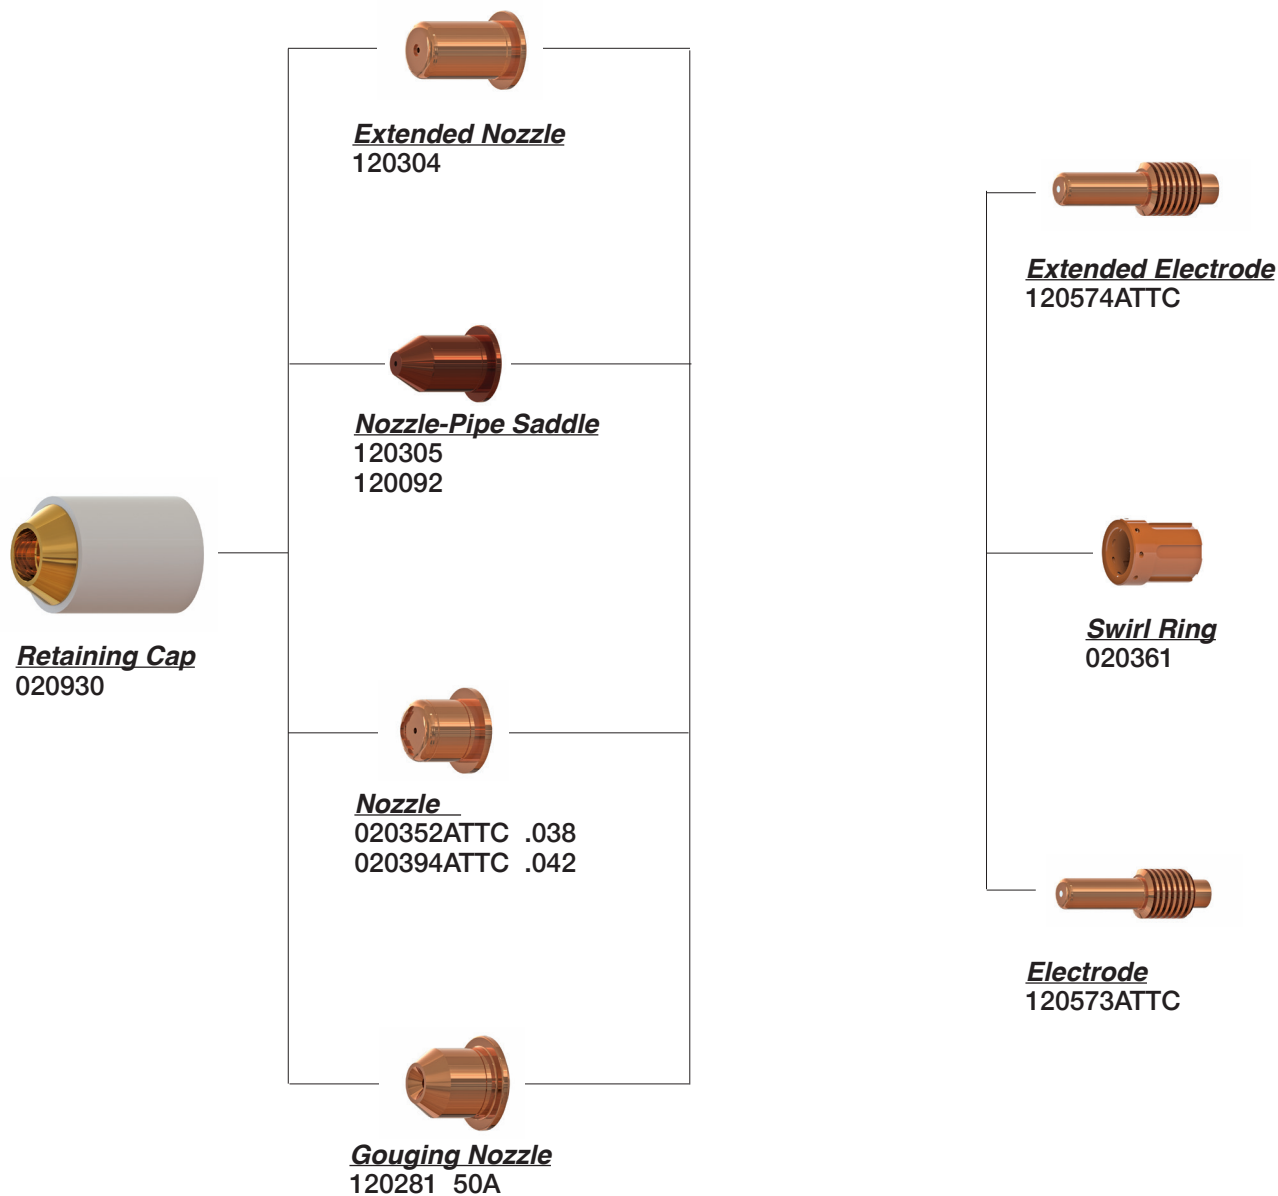 Extended Nozzle
120304
Extended Electrode
120574ATTC
Nozzle-Pipe Saddle
120305
120092
Retaining Cap
020930
Swirl Ring
020361
Nozzle
020352ATTC .038
020394ATTC .042
Electrode
120573ATTC
Gouging Nozzle
120281 50A